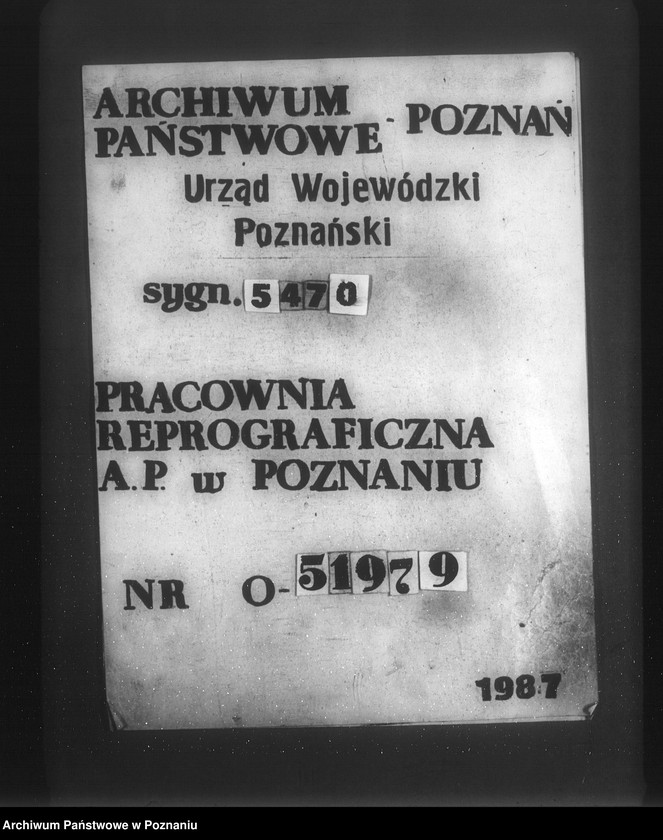 ARCHIWUM
PAŃSTWOWE - POZNAŃ
Urząd Wojewódzki
Poznański
sygn. 5470
PRACOWNIA
REPROGRAFICZNA
A.P. w POZNANIU
NR O-51979
1987
Archiwum Państwowe w Poznaniu